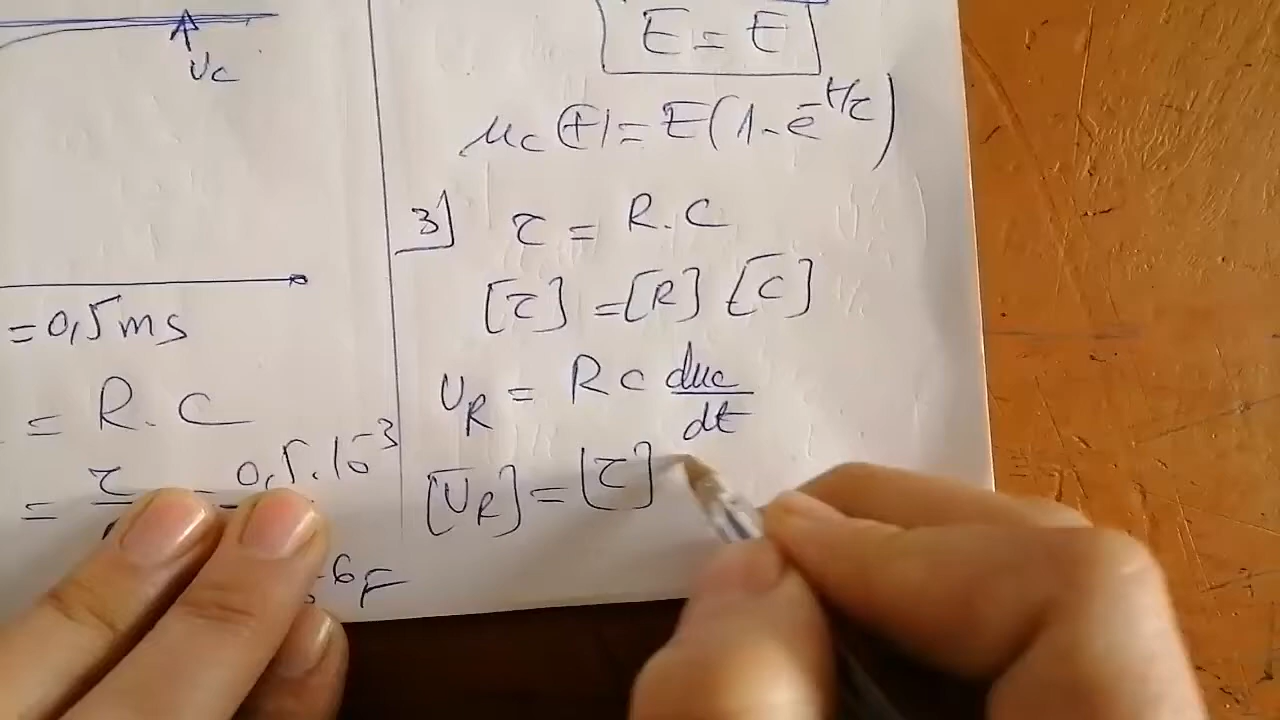 Uc
= 0,5 ms
= R . C
= τ = 0,5.10⁻³
⁻⁶F
E = E
uc(t) = E(1 - e^-t/τ)
3] τ = R.C
[τ] = [R] [C]
UR = RC duc/dt
[UR] = [τ]